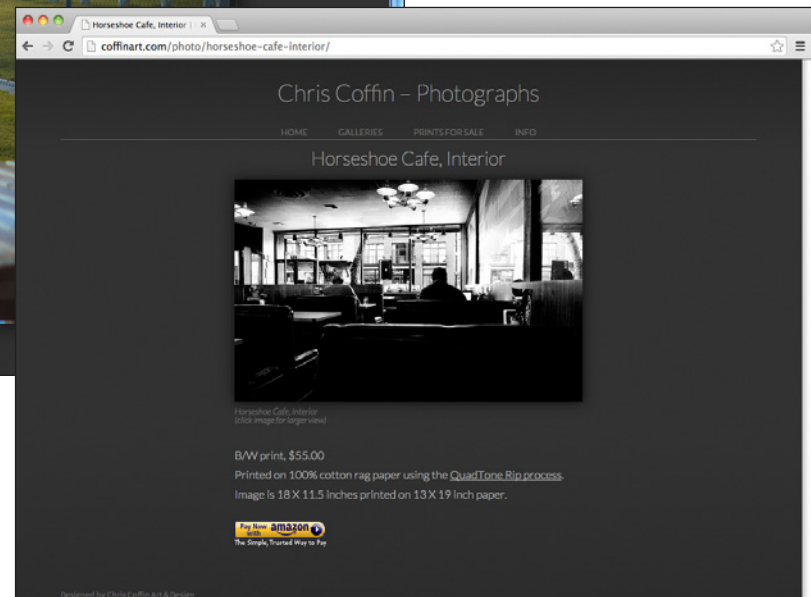 Horseshoe Cafe, Interior |
coffinart.com/photo/horseshoe-cafe-interior/
Chris Coffin – Photographs
HOME GALLERIES PRINTS FOR SALE INFO
Horseshoe Cafe, Interior
Horseshoe Cafe, Interior
(click image for larger view)
B/W print, $55.00
Printed on 100% cotton rag paper using the QuadTone Rip process.
Image is 18 X 11.5 inches printed on 13 X 19 inch paper.
Pay Now with amazon
The Simple, Trusted Way to Pay
Designed by Chris Coffin Art & Design